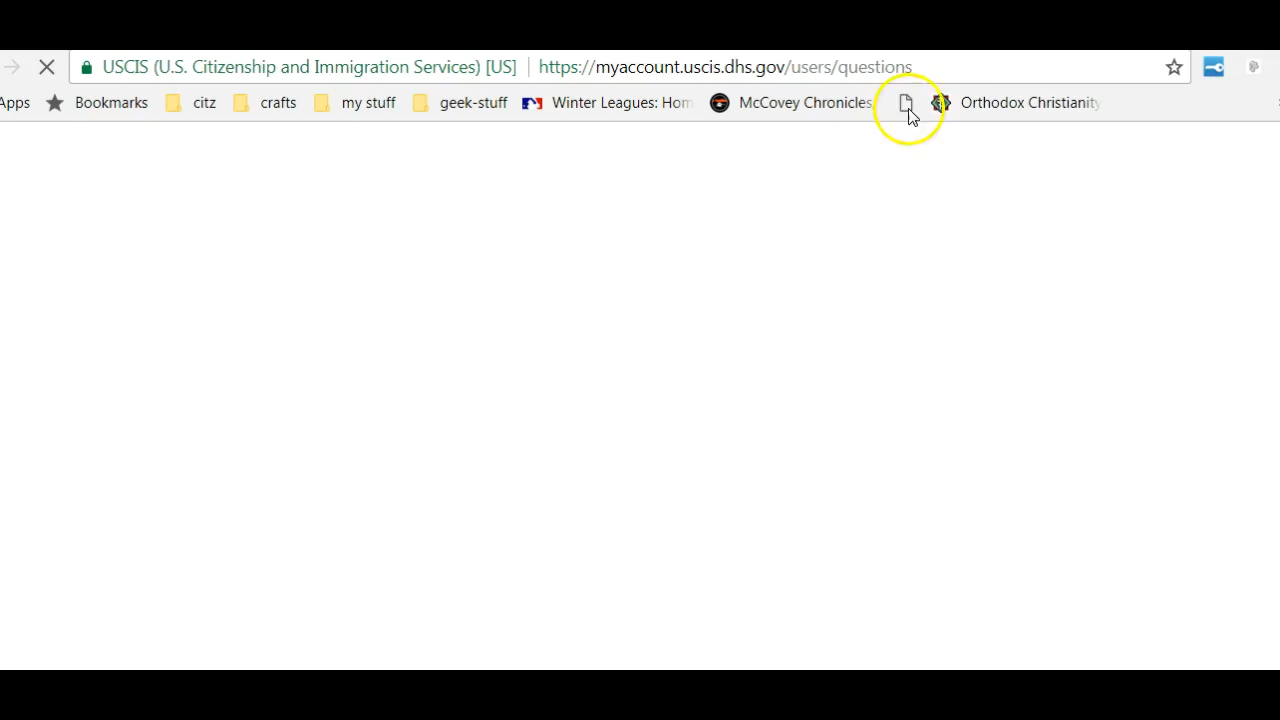 USCIS (U.S. Citizenship and Immigration Services) [US] https://myaccount.uscis.dhs.gov/users/questions
Apps Bookmarks citz crafts my stuff geek-stuff Winter Leagues: Hom McCovey Chronicles Orthodox Christianity